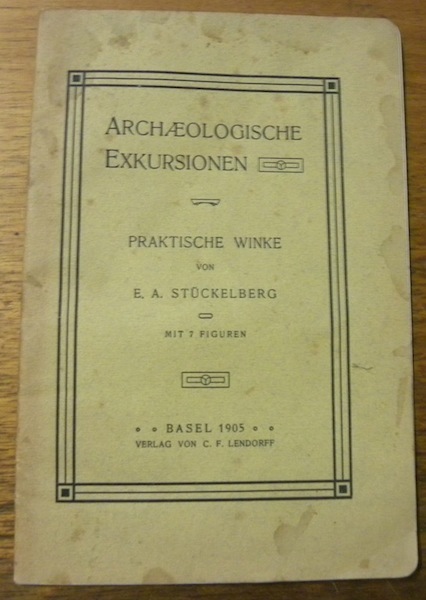 ARCHÆOLOGISCHE
EXKURSIONEN
PRAKTISCHE WINKE
VON
E. A. STÜCKELBERG
MIT 7 FIGUREN
BASEL 1905
VERLAG VON C. F. LENDORFF